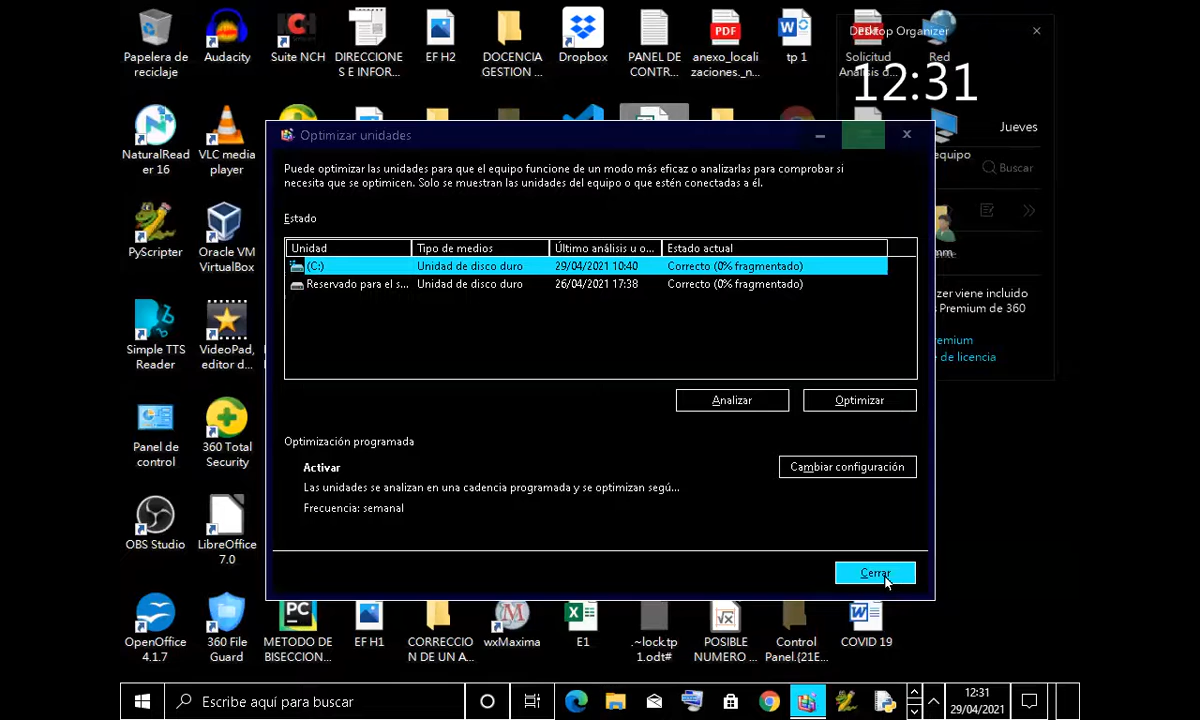 Papelera de
reciclaje
Audacity
Suite NCH
DIRECCIONE
S E INFOR...
EF H2
DOCENCIA
GESTION ...
Dropbox
PANEL DE
CONTR...
anexo_locali
zaciones._n...
tp 1
Solicitud
Análisis d...
Red
Desktop Organizer
12:31
Jueves
Buscar
NaturalRead
er 16
VLC media
player
equipo
PyScripter
Oracle VM
VirtualBox
zer viene incluido
Premium de 360
remium
de licencia
Simple TTS
Reader
VideoPad,
editor d...
Panel de
control
360 Total
Security
OBS Studio
LibreOffice
7.0
Optimizar unidades
Puede optimizar las unidades para que el equipo funcione de un modo más eficaz o analizarlas para comprobar si
necesita que se optimicen. Solo se muestran las unidades del equipo o que estén conectadas a él.
Estado
Unidad Tipo de medios Último análisis u o... Estado actual
(C:) Unidad de disco duro 29/04/2021 10:40 Correcto (0% fragmentado)
Reservado para el s... Unidad de disco duro 26/04/2021 17:38 Correcto (0% fragmentado)
Analizar Optimizar
Optimización programada
Activar
Cambiar configuración
Las unidades se analizan en una cadencia programada y se optimizan segú...
Frecuencia: semanal
Cerrar
OpenOffice
4.1.7
360 File
Guard
METODO DE
BISECCION...
EF H1
CORRECCIO
N DE UN A...
wxMaxima
E1
.~lock.tp
1.odt#
POSIBLE
NUMERO ...
Control
Panel.{21E...
COVID 19
Escribe aquí para buscar
12:31
29/04/2021